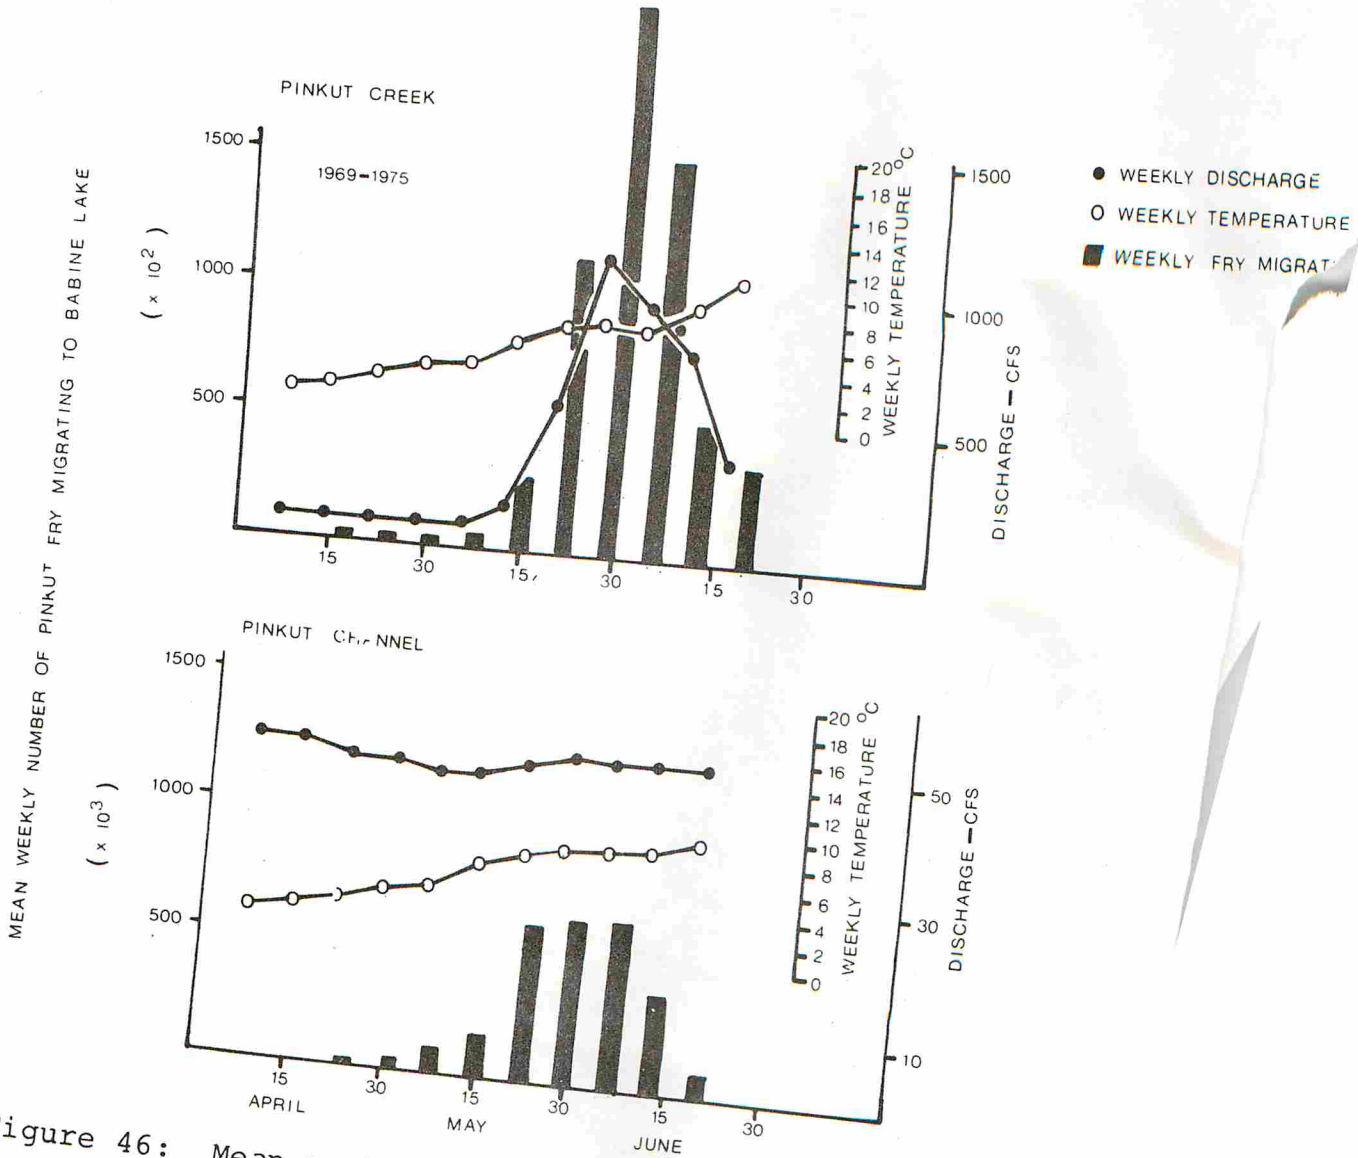 PINKUT CREEK
1969-1975
MEAN WEEKLY NUMBER OF PINKUT FRY MIGRATING TO BABINE LAKE
( x 10² )
1500
1000
500
15
30
15
30
15
30
20°C
18
16
14
12
10
8
6
4
2
0
WEEKLY TEMPERATURE
1500
1000
500
DISCHARGE — CFS
WEEKLY DISCHARGE
WEEKLY TEMPERATURE
WEEKLY FRY
PINKUT
( x 10³ )
1500
1000
500
15
30
15
30
15
30
APRIL
MAY
JUNE
20 °C
18
16
14
12
10
8
6
4
2
0
WEEKLY TEMPERATURE
50
30
10
DISCHARGE — CFS
46: Mean